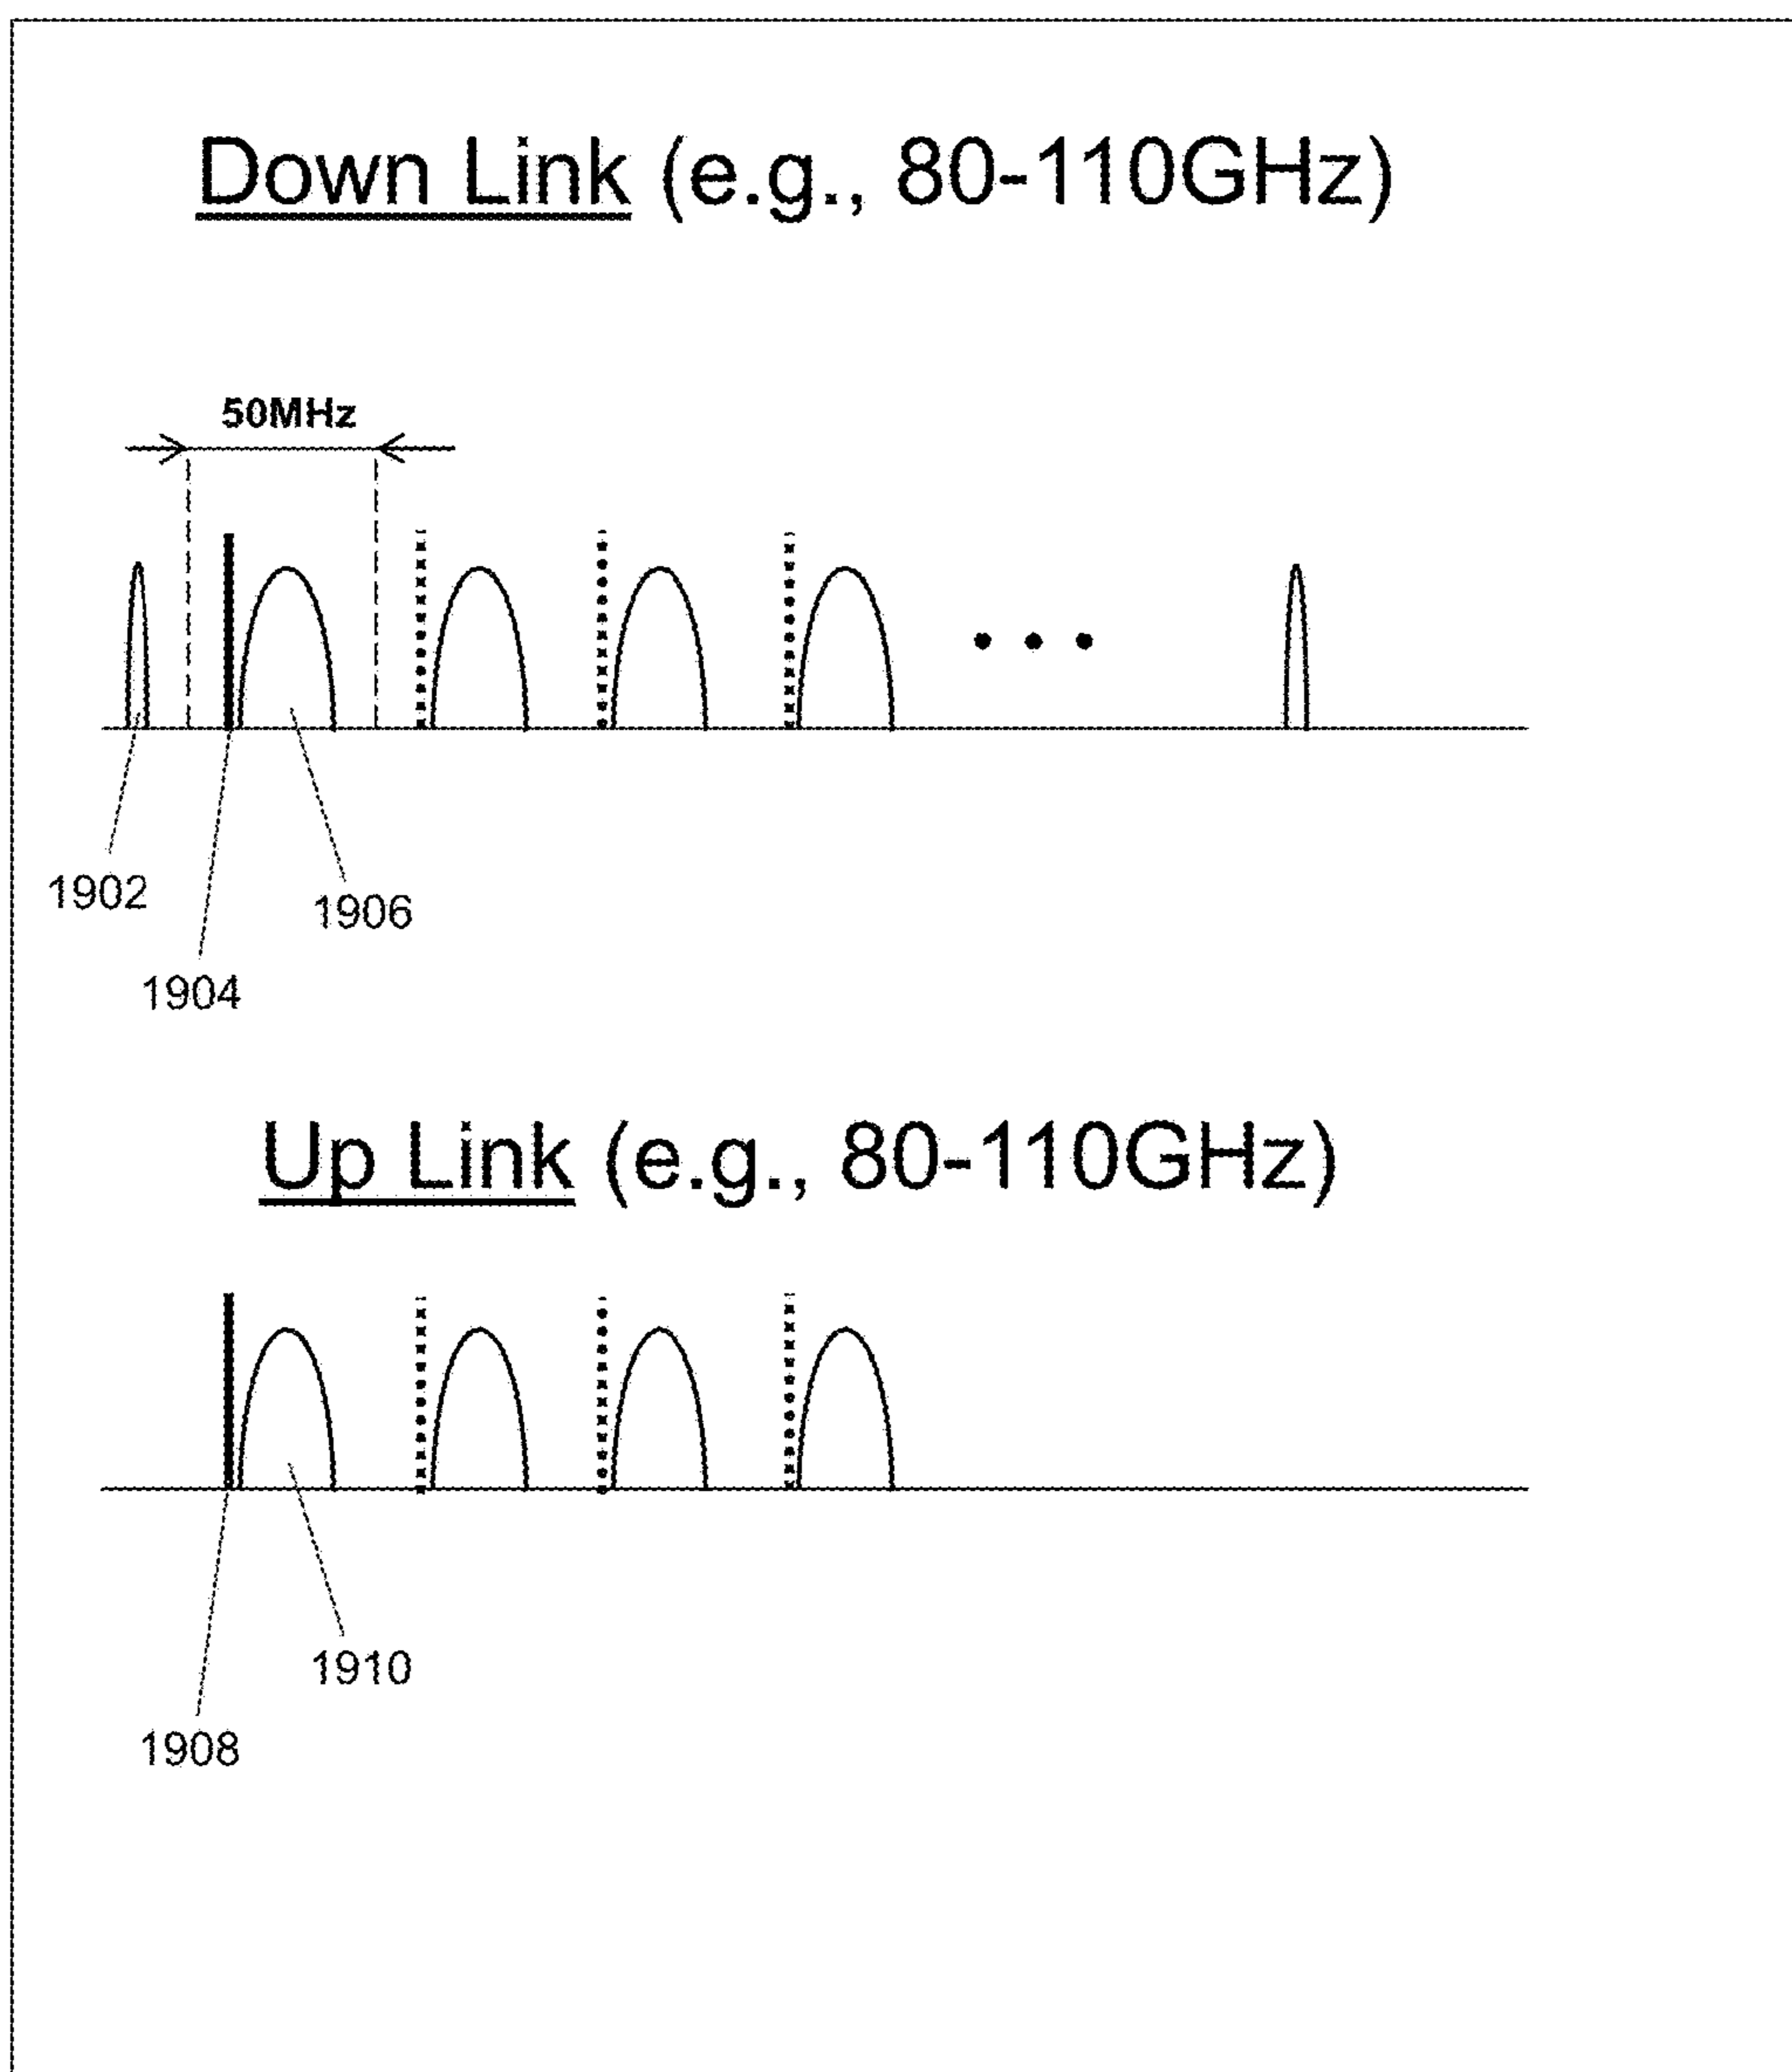 Down Link (e.g., 80-110GHz)
50MHz
1902
1906
1904
Up Link (e.g., 80-110GHz)
1910
1908